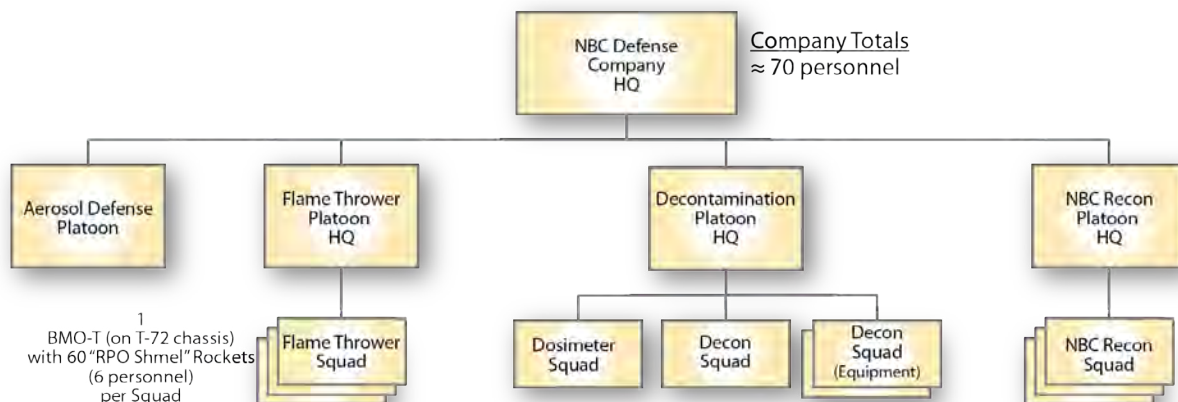 NBC Defense
Company
HQ
Company Totals
≈ 70 personnel
Aerosol Defense
Platoon
Flame Thrower
Platoon
HQ
Decontamination
Platoon
HQ
NBC Recon
Platoon
HQ
1
BMO-T (on T-72 chassis)
with 60 “RPO Shmel” Rockets
(6 personnel)
per Squad
Flame Thrower
Squad
Dosimeter
Squad
Decon
Squad
Decon
Squad
(Equipment)
NBC Recon
Squad